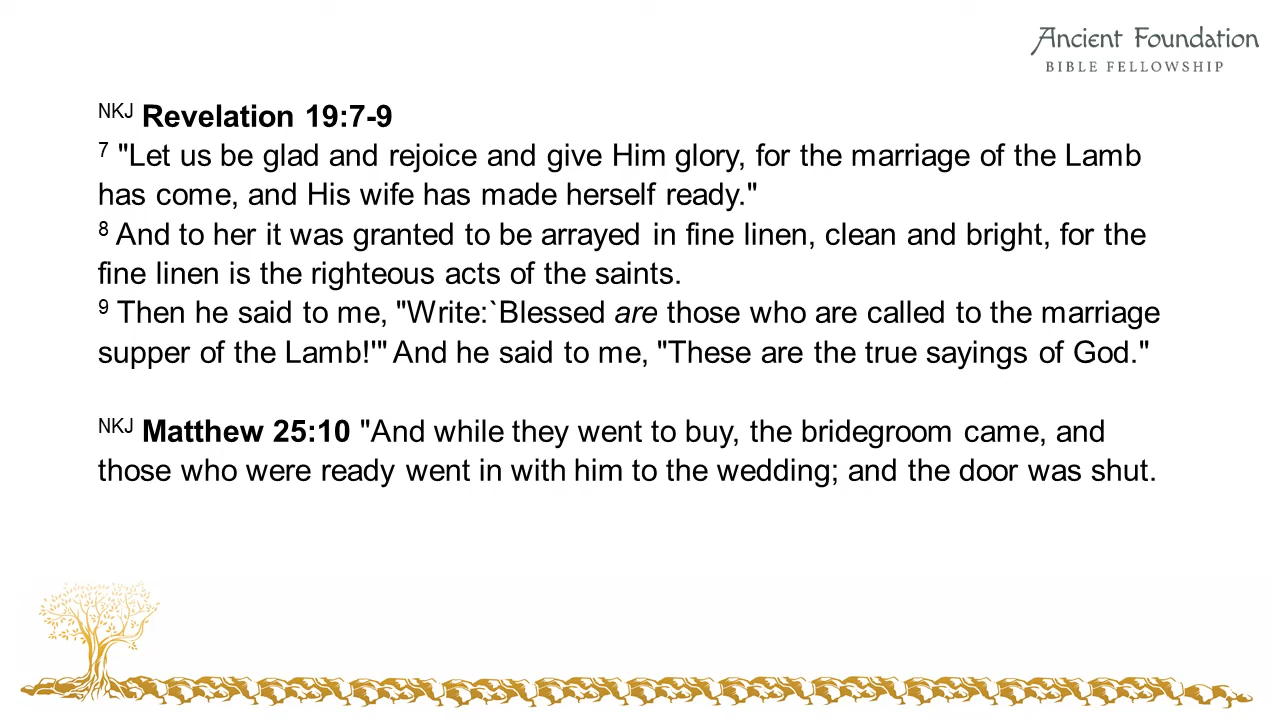 Ancient Foundation
BIBLE FELLOWSHIP
NKJ Revelation 19:7-9
7 "Let us be glad and rejoice and give Him glory, for the marriage of the Lamb
has come, and His wife has made herself ready."
8 And to her it was granted to be arrayed in fine linen, clean and bright, for the
fine linen is the righteous acts of the saints.
9 Then he said to me, "Write:`Blessed are those who are called to the marriage
supper of the Lamb!'" And he said to me, "These are the true sayings of God."
NKJ Matthew 25:10 "And while they went to buy, the bridegroom came, and
those who were ready went in with him to the wedding; and the door was shut.